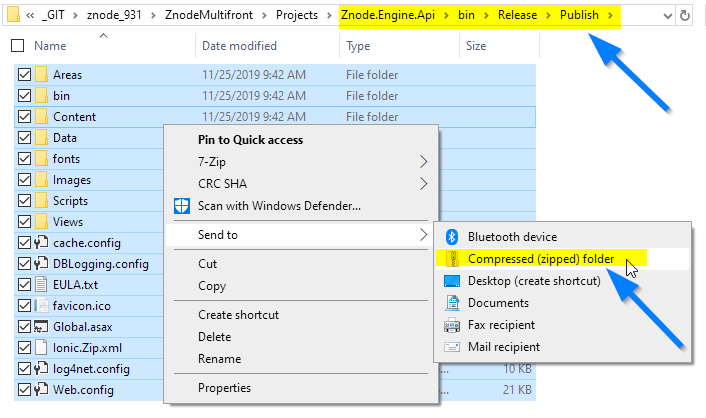 « _GIT › znode_931 › ZnodeMultifront › Projects › Znode.Engine.Api › bin › Release › Publish ›
Name Date modified Type Size
Areas 11/25/2019 9:42 AM File folder
bin 11/25/2019 9:42 AM File folder
Content 11/25/2019 9:42 AM File folder
Data
fonts
Images
Scripts
Views
cache.config
DBLogging.config
EULA.txt
favicon.ico
Global.asax
Ionic.Zip.xml
log4net.config 10 KB
Web.config 21 KB
Pin to Quick access
7-Zip
CRC SHA
Scan with Windows Defender...
Send to
Cut
Copy
Create shortcut
Delete
Rename
Properties
Bluetooth device
Compressed (zipped) folder
Desktop (create shortcut)
Documents
Fax recipient
Mail recipient